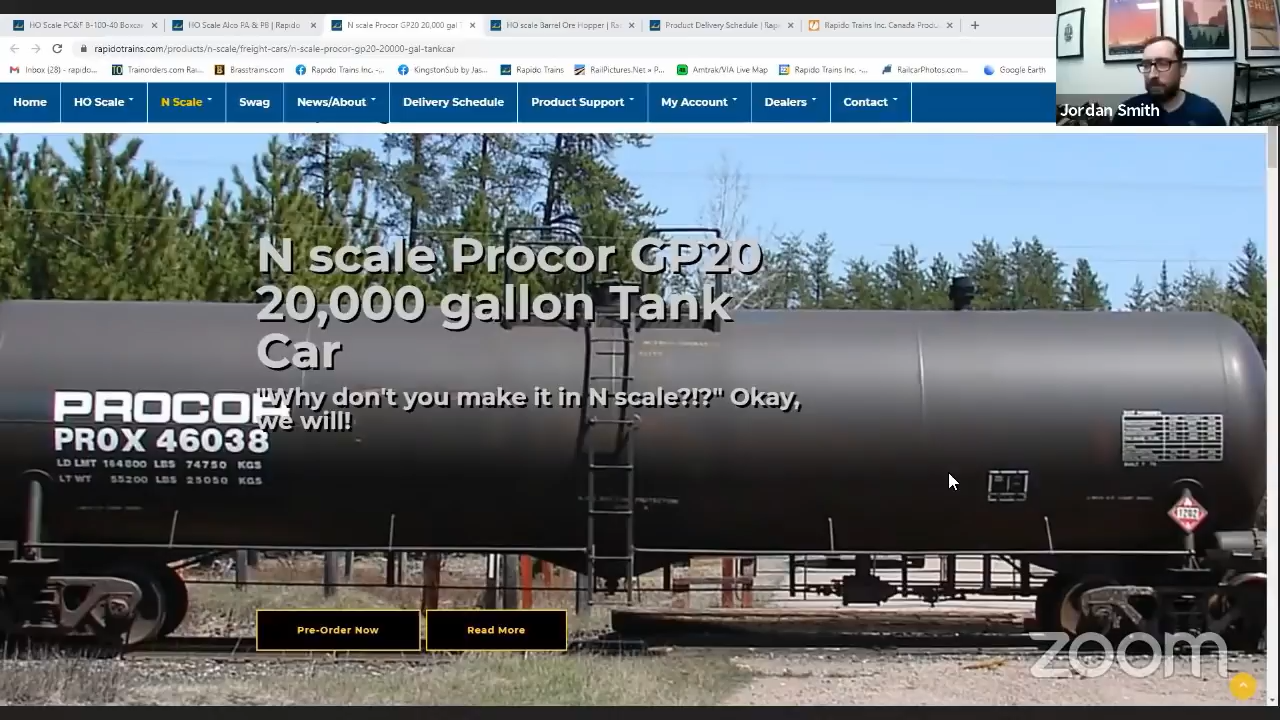 HO Scale PC&F B-100-40 Boxcar
HO Scale Alco PA & PB | Rapido
N scale Procor GP20 20,000 gal T
HO scale Barrel Ore Hopper | Ra
Product Delivery Schedule | Rap
Rapido Trains Inc. Canada Prod...
rapidotrains.com/products/n-scale/freight-cars/n-scale-procor-gp20-20000-gal-tankcar
Inbox (28) - rapido...
Trainorders.com Rai...
Brasstrains.com
Rapido Trains Inc. -...
KingstonSub by Jas...
Rapido Trains
RailPictures.Net » P...
Amtrak/VIA Live Map
Rapido Trains Inc. -...
RailcarPhotos.com...
Google Earth
Home
HO Scale
N Scale
Swag
News/About
Delivery Schedule
Product Support
My Account
Dealers
Contact
Jordan Smith
N scale Procor GP20
20,000 gallon Tank
Car
"Why don't you make it in N scale?!?" Okay,
we will!
PROCOR
PROX 46038
LD LMT 164800 LBS 74750 KGS
LT WT 55200 LBS 25050 KGS
1202
Pre-Order Now
Read More
zoom